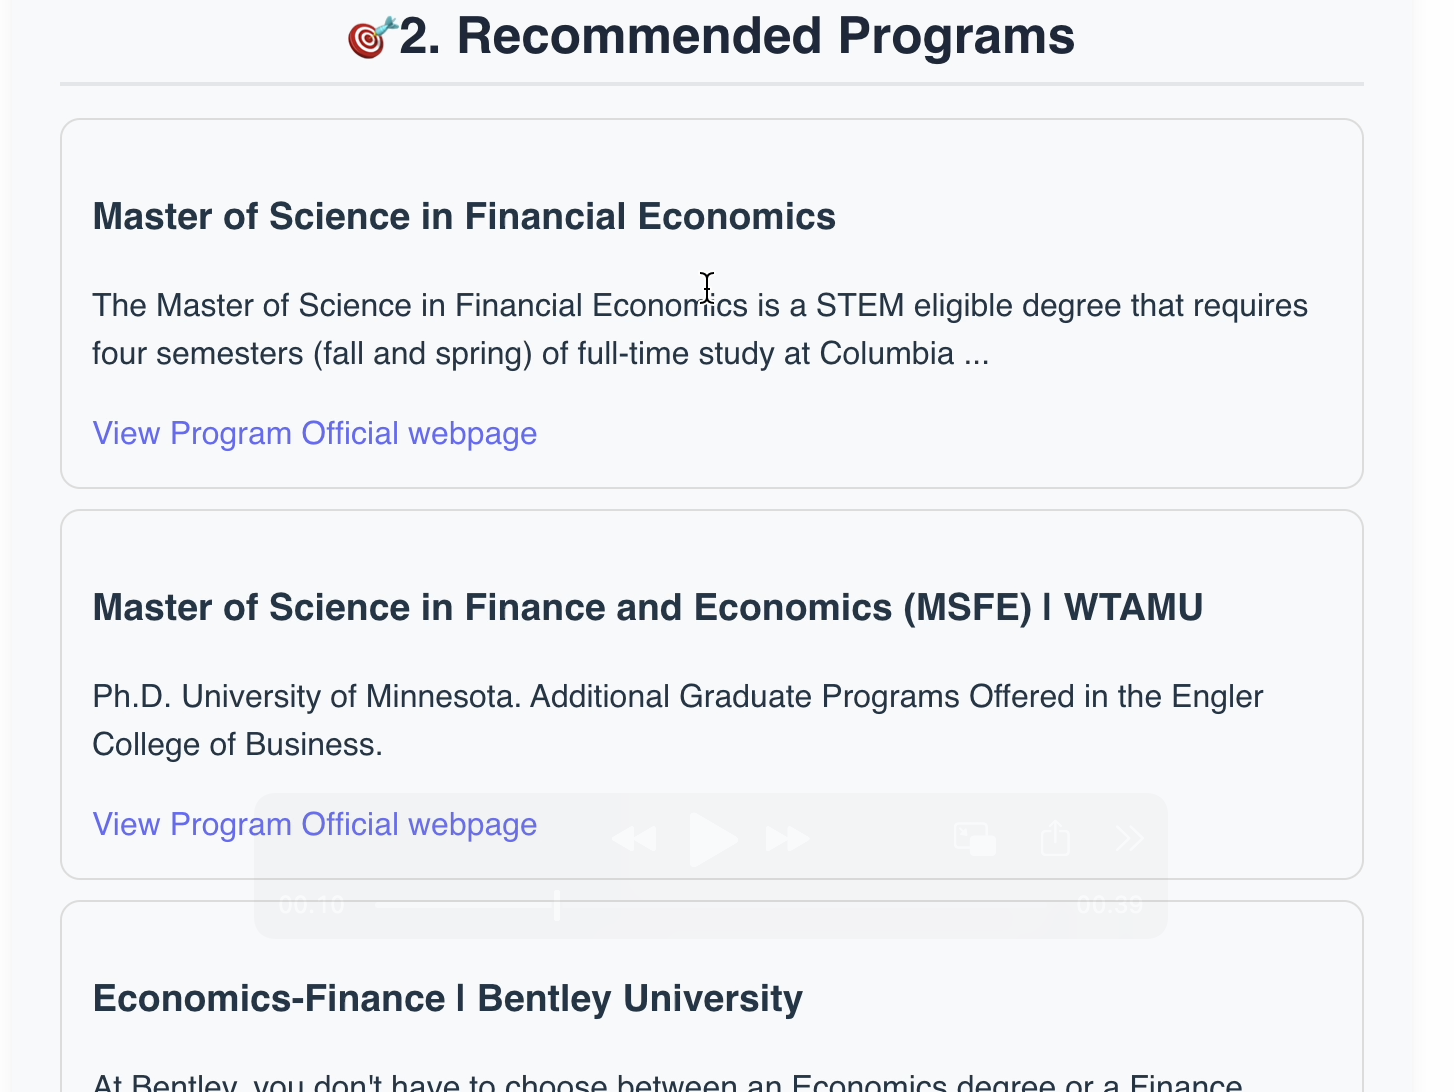 🎯2. Recommended Programs
Master of Science in Financial Economics
The Master of Science in Financial Economics is a STEM eligible degree that requires
four semesters (fall and spring) of full-time study at Columbia ...
View Program Official webpage
Master of Science in Finance and Economics (MSFE) | WTAMU
Ph.D. University of Minnesota. Additional Graduate Programs Offered in the Engler
College of Business.
View Program Official webpage
00:10
00:39
Economics-Finance | Bentley University
At Bentley, you don't have to choose between an Economics degree or a Finance